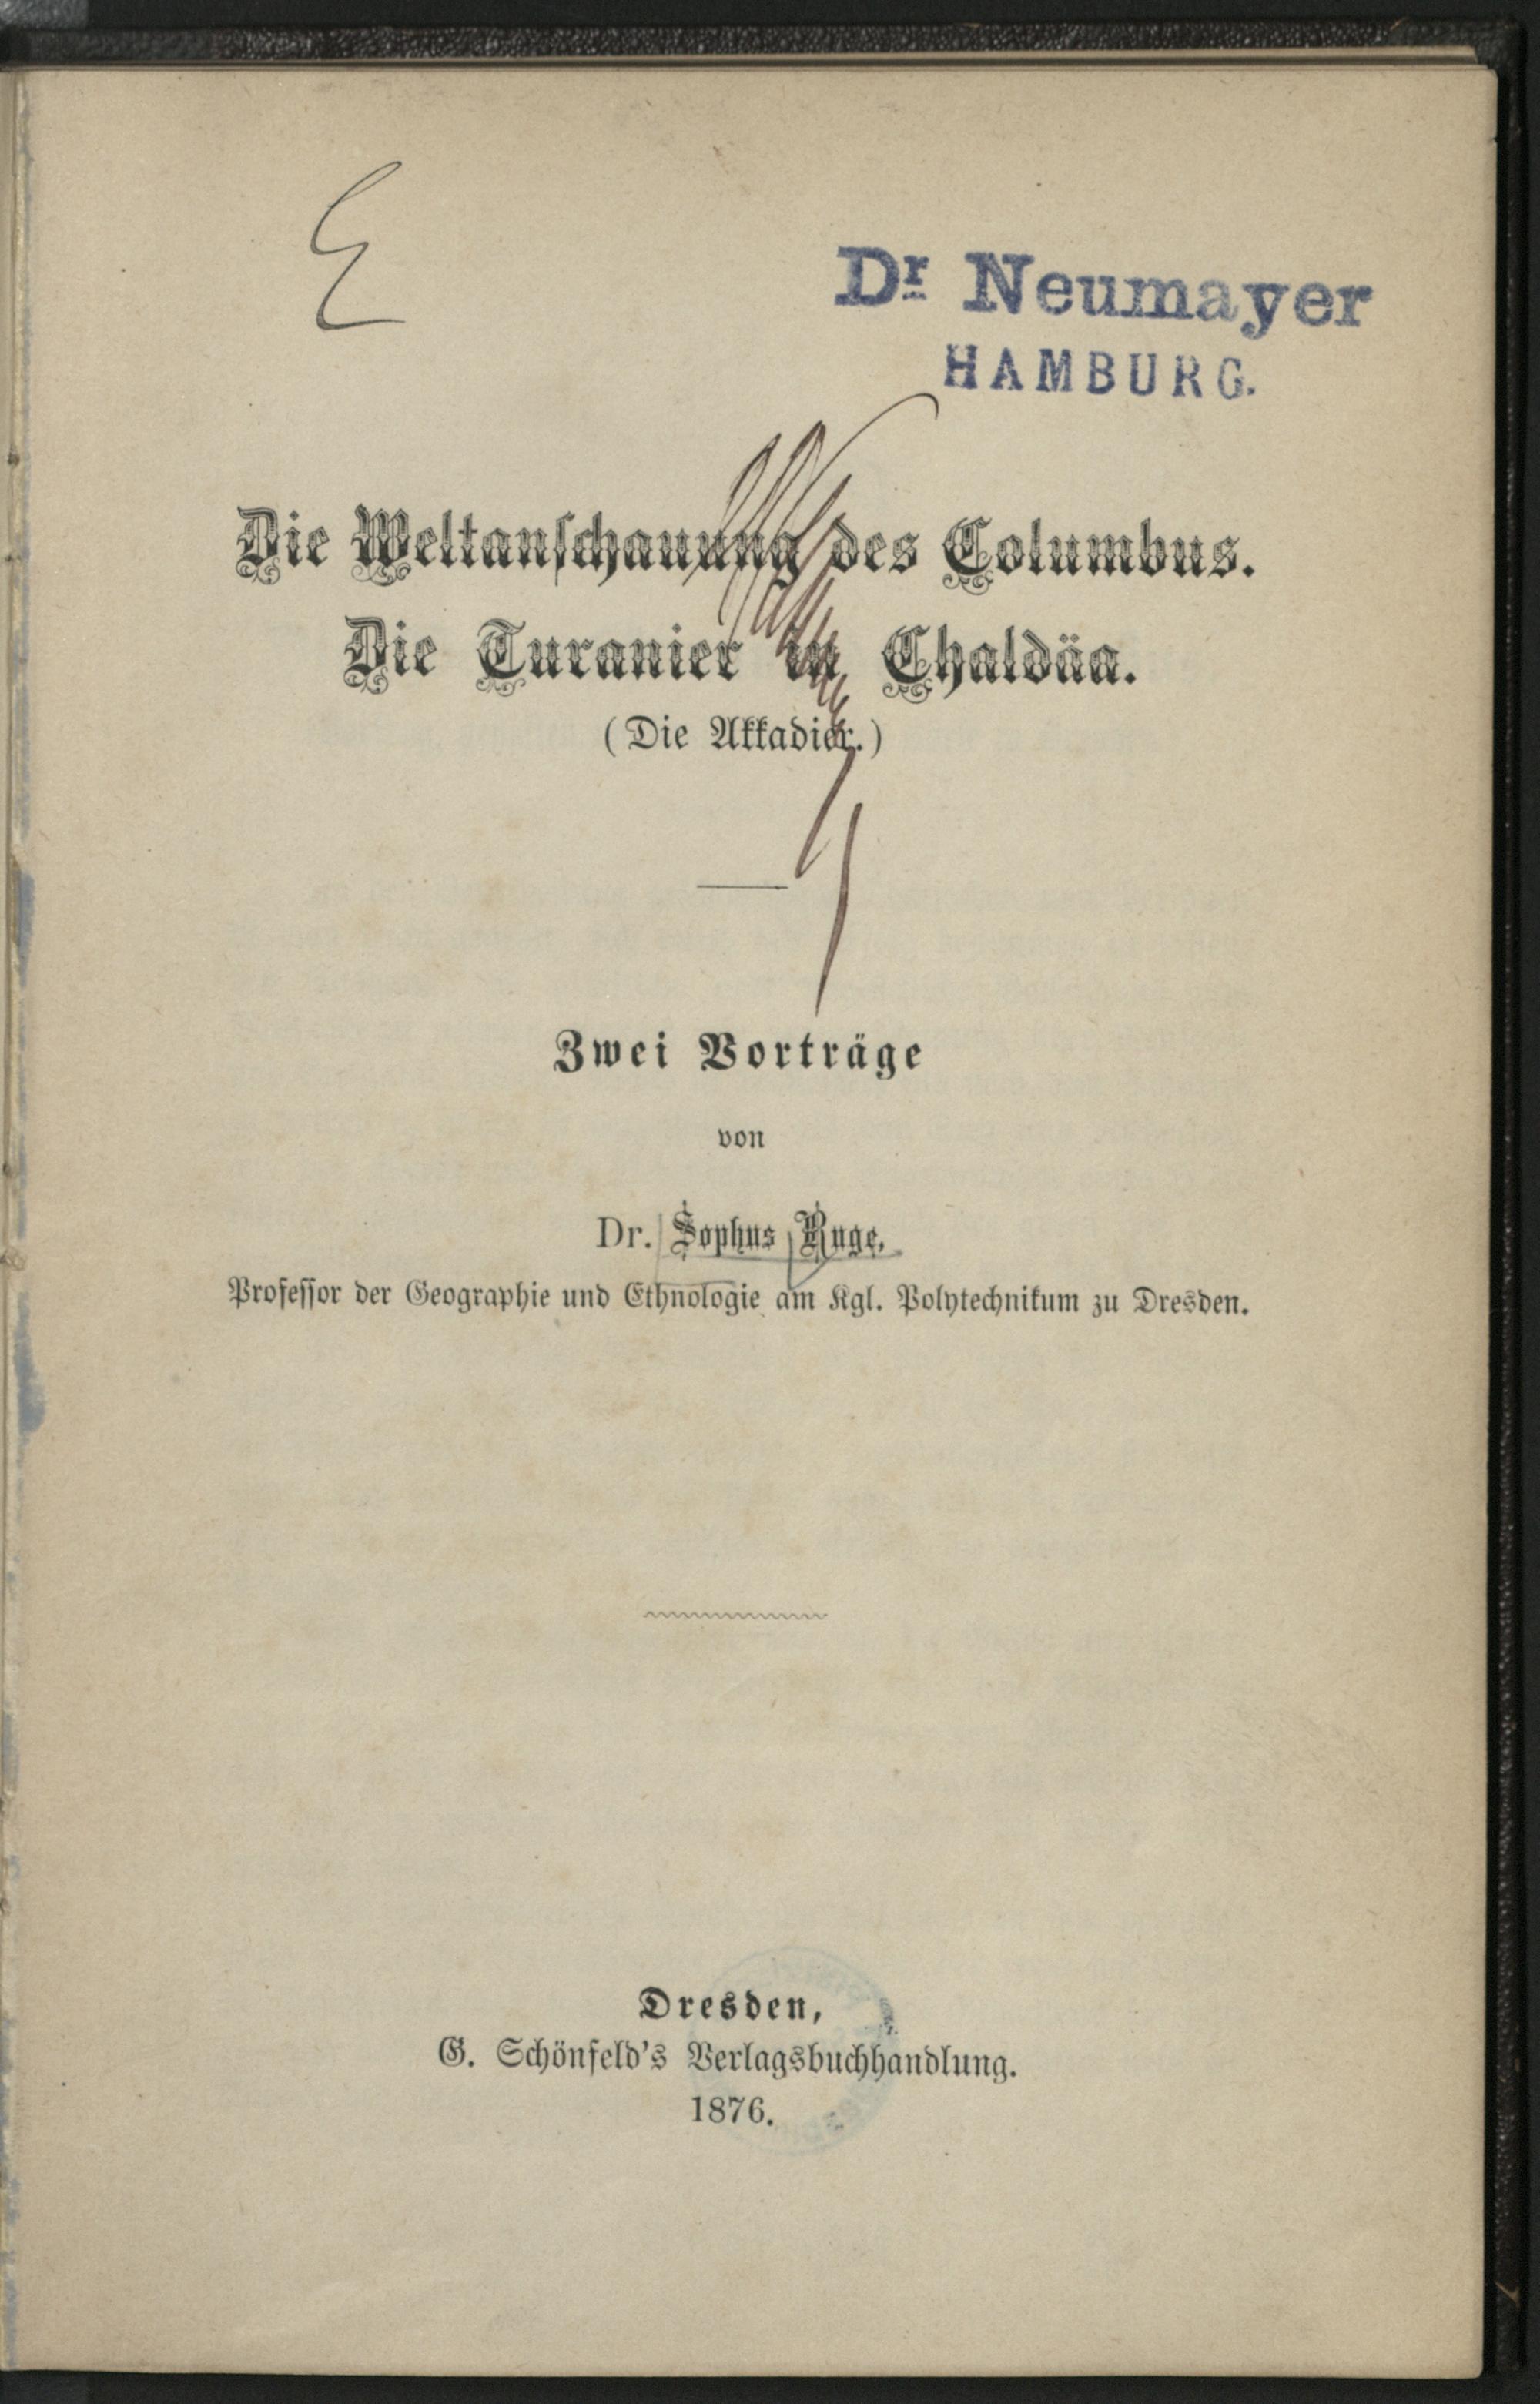 E
Dr Neumayer
HAMBURG.
Die Weltanſchauung des Columbus.
Die Turanier in Chaldäa.
(Die Akkadier.)
Zwei Vorträge
von
Dr. Sophus Ruge,
Profeſſor der Geographie und Ethnologie am Kgl. Polytechnikum zu Dresden.
Dresden,
G. Schönfeld's Verlagsbuchhandlung.
1876.